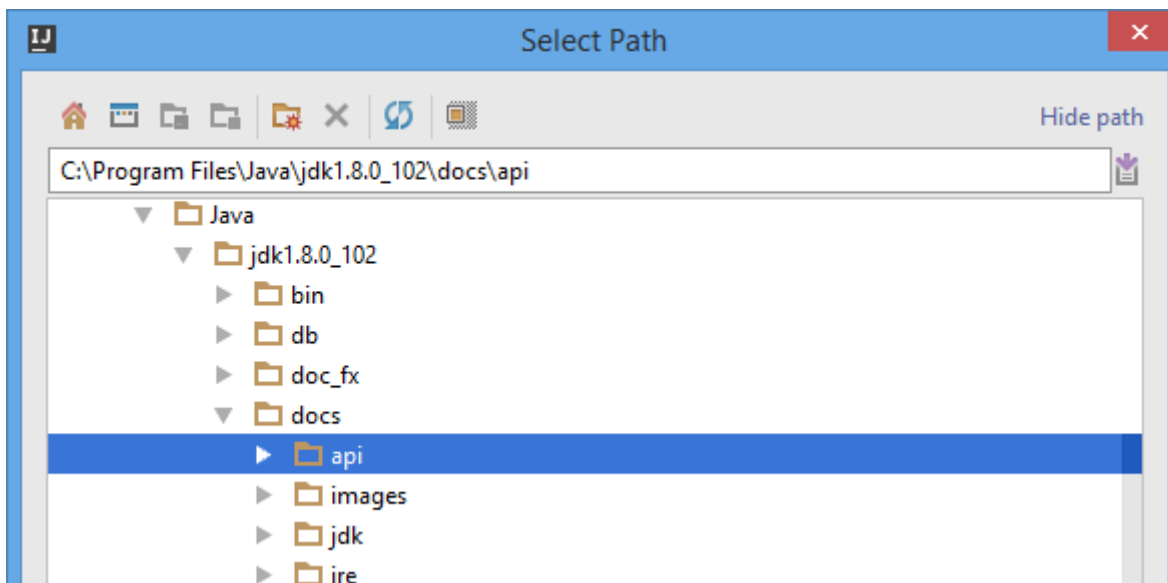 IJ
Select Path
Hide path
C:\Program Files\Java\jdk1.8.0_102\docs\api
Java
jdk1.8.0_102
bin
db
doc_fx
docs
api
images
jdk
jre